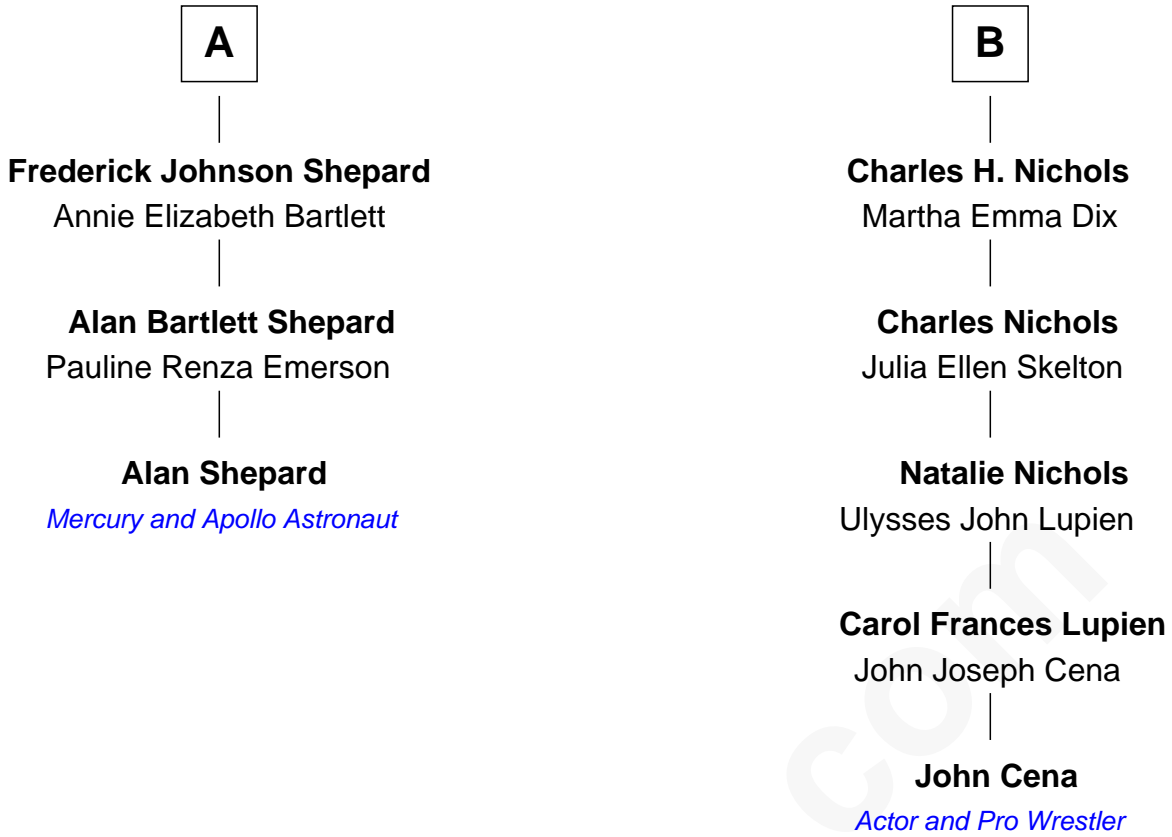 A
B
Frederick Johnson Shepard
Annie Elizabeth Bartlett
Charles H. Nichols
Martha Emma Dix
Alan Bartlett Shepard
Pauline Renza Emerson
Charles Nichols
Julia Ellen Skelton
Alan Shepard
Mercury and Apollo Astronaut
Natalie Nichols
Ulysses John Lupien
Carol Frances Lupien
John Joseph Cena
John Cena
Actor and Pro Wrestler
com